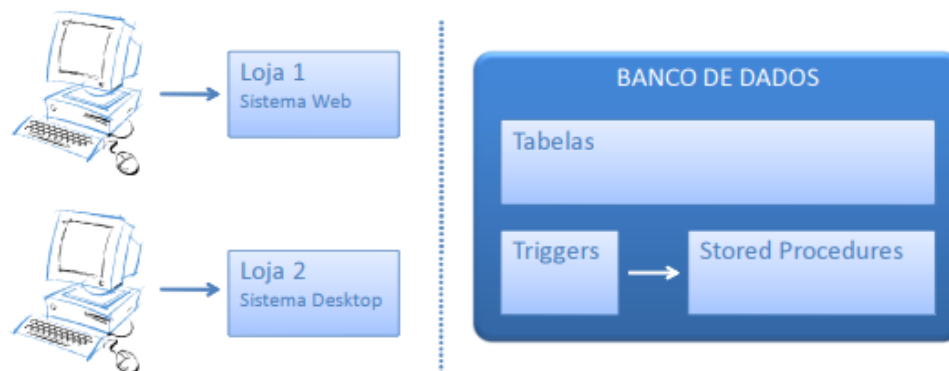 Loja 1
Sistema Web
Loja 2
Sistema Desktop
BANCO DE DADOS
Tabelas
Triggers
Stored Procedures